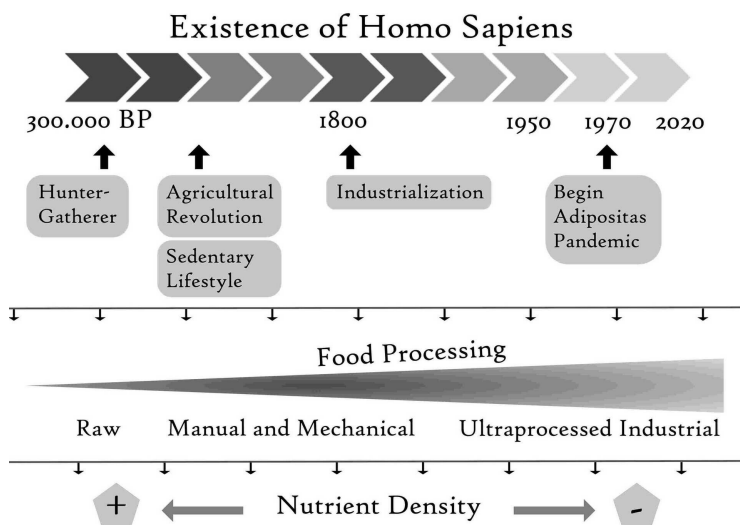 Existence of Homo Sapiens
300.000 BP
1800
1950
1970
2020
Hunter-
Gatherer
Agricultural
Revolution
Sedentary
Lifestyle
Industrialization
Begin
Adipositas
Pandemic
Food Processing
Raw
Manual and Mechanical
Ultraprocessed Industrial
+
Nutrient Density
-